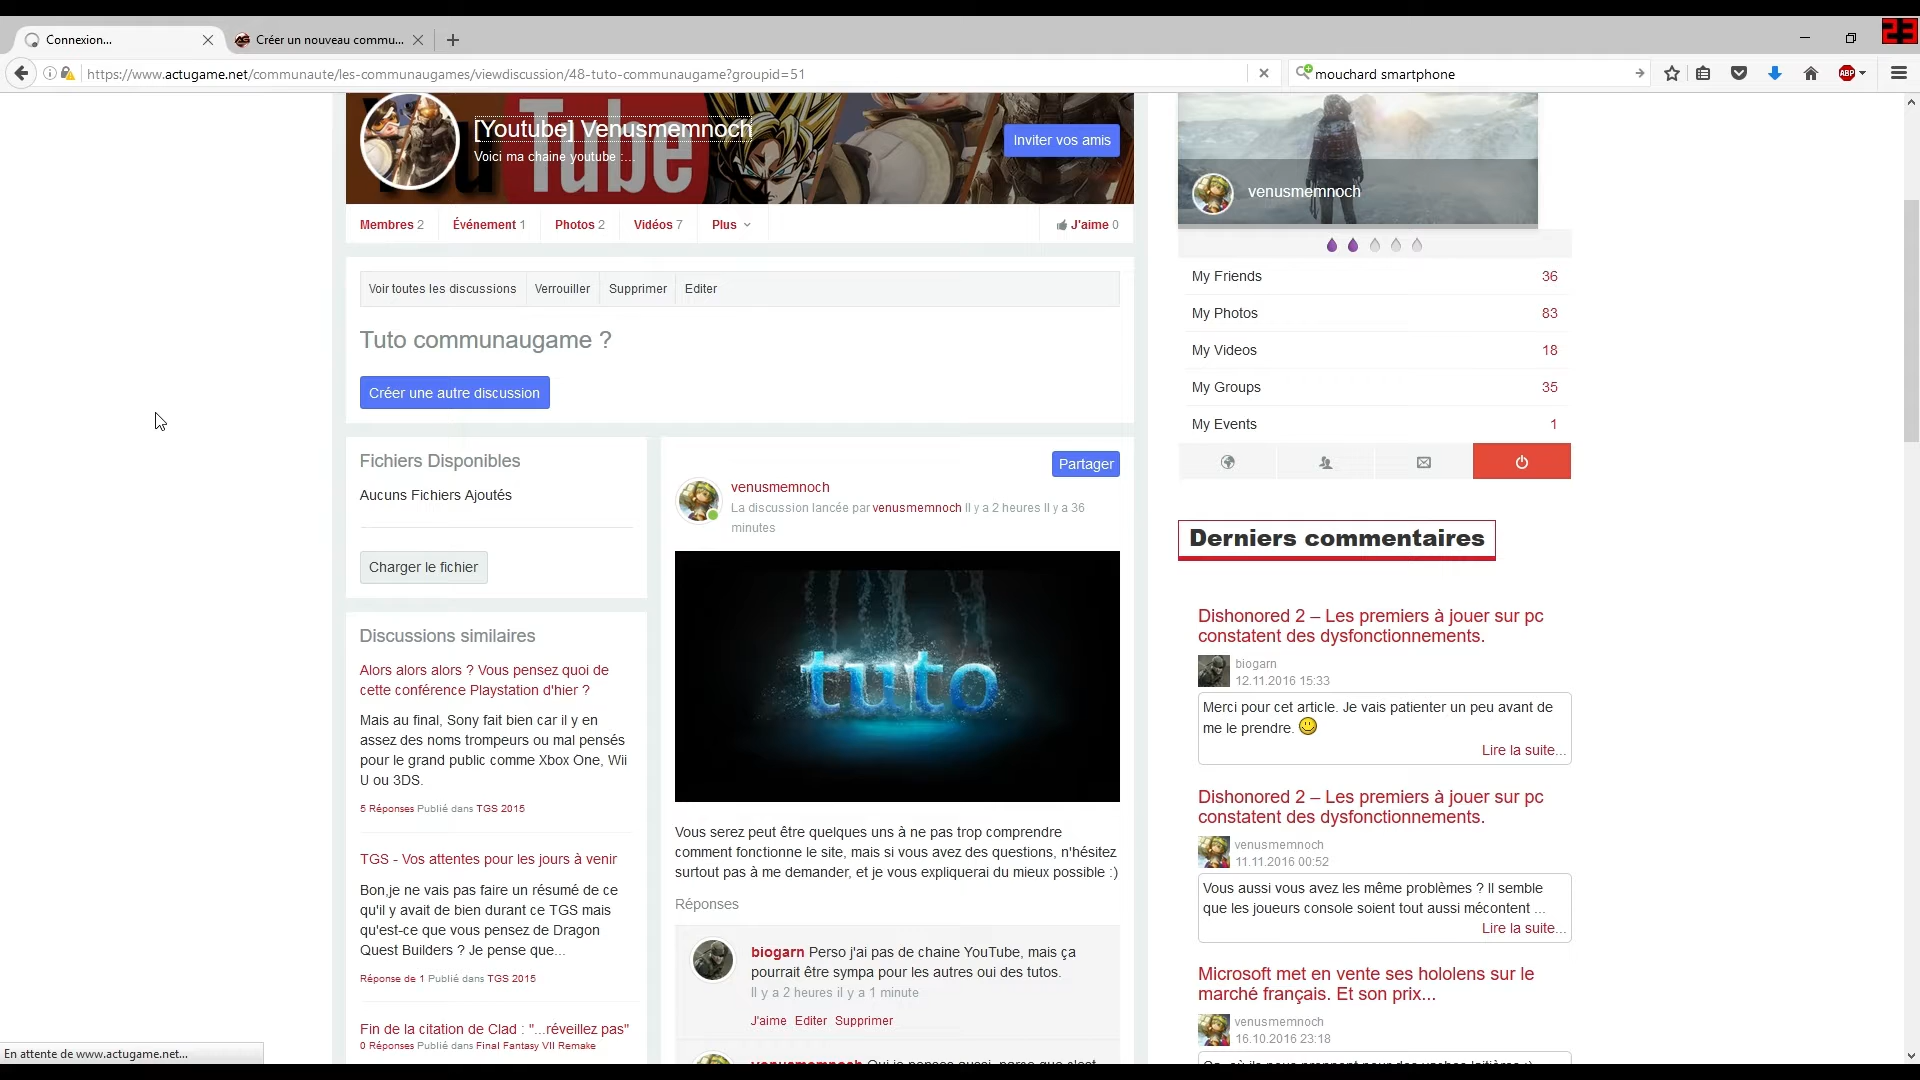 Connexion...
Créer un nouveau commu...
23
https://www.actugame.net/communaute/les-communaugames/viewdiscussion/48-tuto-communaugame?groupid=51
mouchard smartphone
ABP
You Tube
[Youtube] Venusmemnoch
Voici ma chaine youtube :...
Inviter vos amis
Membres 2
Événement 1
Photos 2
Vidéos 7
Plus
J'aime 0
Voir toutes les discussions
Verrouiller
Supprimer
Editer
Tuto communaugame ?
Créer une autre discussion
Fichiers Disponibles
Aucuns Fichiers Ajoutés
Charger le fichier
Discussions similaires
Alors alors alors ? Vous pensez quoi de
cette conférence Playstation d'hier ?
Mais au final, Sony fait bien car il y en
assez des noms trompeurs ou mal pensés
pour le grand public comme Xbox One, Wii
U ou 3DS.
5 Réponses Publié dans TGS 2015
TGS - Vos attentes pour les jours à venir
Bon,je ne vais pas faire un résumé de ce
qu'il y avait de bien durant ce TGS mais
qu'est-ce que vous pensez de Dragon
Quest Builders ? Je pense que...
Réponse de 1 Publié dans TGS 2015
Fin de la citation de Clad : "...réveillez pas"
0 Réponses Publié dans Final Fantasy VII Remake
Partager
venusmemnoch
La discussion lancée par venusmemnoch Il y a 2 heures Il y a 36
minutes
tuto
Vous serez peut être quelques uns à ne pas trop comprendre
comment fonctionne le site, mais si vous avez des questions, n'hésitez
surtout pas à me demander, et je vous expliquerai du mieux possible :)
Réponses
biogarn Perso j'ai pas de chaine YouTube, mais ça
pourrait être sympa pour les autres oui des tutos.
Il y a 2 heures il y a 1 minute
J'aime Editer Supprimer
venusmemnoch Oui je pense aussi, parce que c'est
venusmemnoch
My Friends 36
My Photos 83
My Videos 18
My Groups 35
My Events 1
Derniers commentaires
Dishonored 2 – Les premiers à jouer sur pc
constatent des dysfonctionnements.
biogarn
12.11.2016 15:33
Merci pour cet article. Je vais patienter un peu avant de
me le prendre.
Lire la suite...
Dishonored 2 – Les premiers à jouer sur pc
constatent des dysfonctionnements.
venusmemnoch
11.11.2016 00:52
Vous aussi vous avez les même problèmes ? Il semble
que les joueurs console soient tout aussi mécontent ...
Lire la suite...
Microsoft met en vente ses hololens sur le
marché français. Et son prix...
venusmemnoch
16.10.2016 23:18
En attente de www.actugame.net...